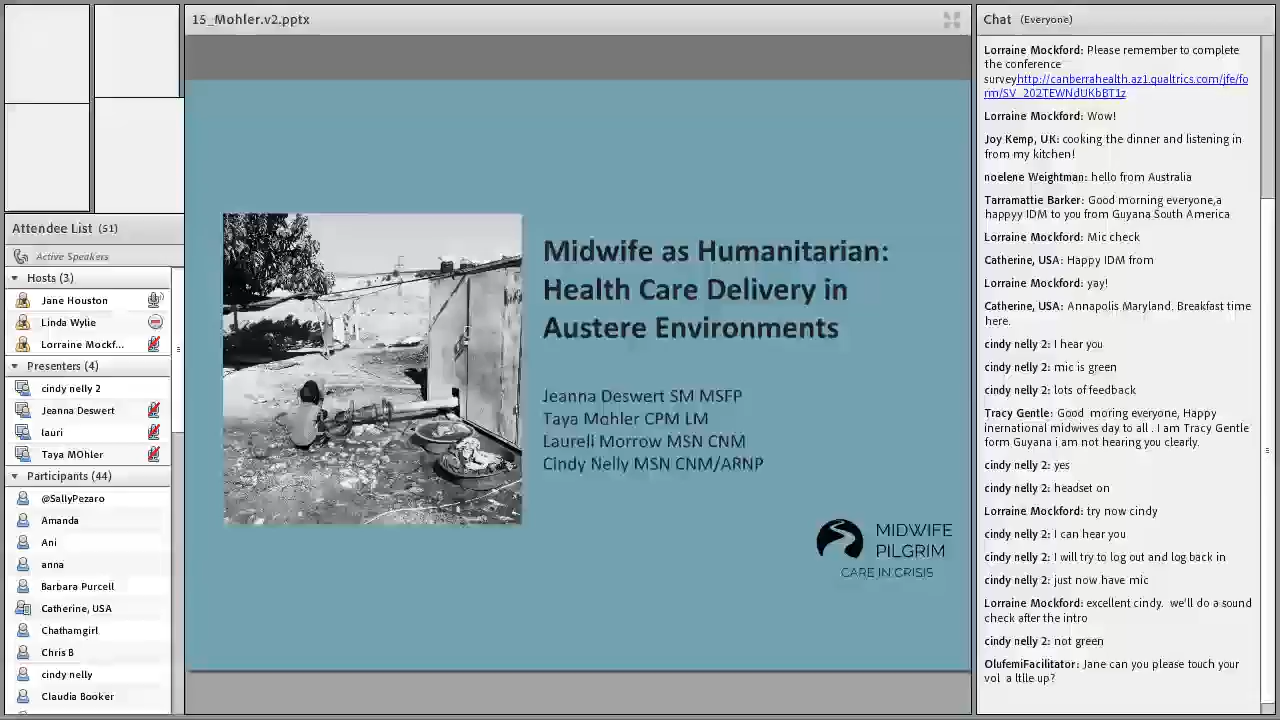 15_Mohler.v2.pptx
Attendee List (51)
Active Speakers
Hosts (3)
Jane Houston
Linda Wylie
Lorraine Mockf...
Presenters (4)
cindy nelly 2
Jeanna Deswert
lauri
Taya MOhler
Participants (44)
@SallyPezaro
Amanda
Ani
anna
Barbara Purcell
Catherine, USA
Chathamgirl
Chris B
cindy nelly
Claudia Booker
Midwife as Humanitarian:
Health Care Delivery in
Austere Environments
Jeanna Deswert SM MSFP
Taya Mohler CPM LM
Laurell Morrow MSN CNM
Cindy Nelly MSN CNM/ARNP
MIDWIFE
PILGRIM
CARE IN CRISIS
Chat (Everyone)
Lorraine Mockford: Please remember to complete
the conference
surveyhttp://canberrahealth.az1.qualtrics.com/jfe/fo
rm/SV_202TEWNdUKbBT1z
Lorraine Mockford: Wow!
Joy Kemp, UK: cooking the dinner and listening in
from my kitchen!
noelene Weightman: hello from Australia
Tarramattie Barker: Good morning everyone,a
happyy IDM to you from Guyana South America
Lorraine Mockford: Mic check
Catherine, USA: Happy IDM from
Lorraine Mockford: yay!
Catherine, USA: Annapolis Maryland. Breakfast time
here.
cindy nelly 2: I hear you
cindy nelly 2: mic is green
cindy nelly 2: lots of feedback
Tracy Gentle: Good moring everyone, Happy
inernational midwives day to all . I am Tracy Gentle
form Guyana i am not hearing you clearly.
cindy nelly 2: yes
cindy nelly 2: headset on
Lorraine Mockford: try now cindy
cindy nelly 2: I can hear you
cindy nelly 2: I will try to log out and log back in
cindy nelly 2: just now have mic
Lorraine Mockford: excellent cindy. we'll do a sound
check after the intro
cindy nelly 2: not green
OlufemiFacilitator: Jane can you please touch your
vol a ltlle up?